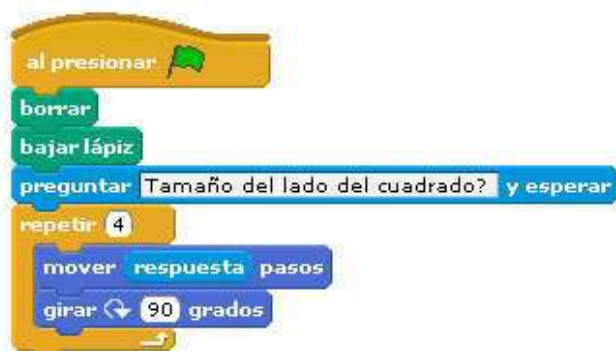 al presionar
borrar
bajar lápiz
preguntar Tamaño del lado del cuadrado? y esperar
repetir 4
mover respuesta pasos
girar 90 grados